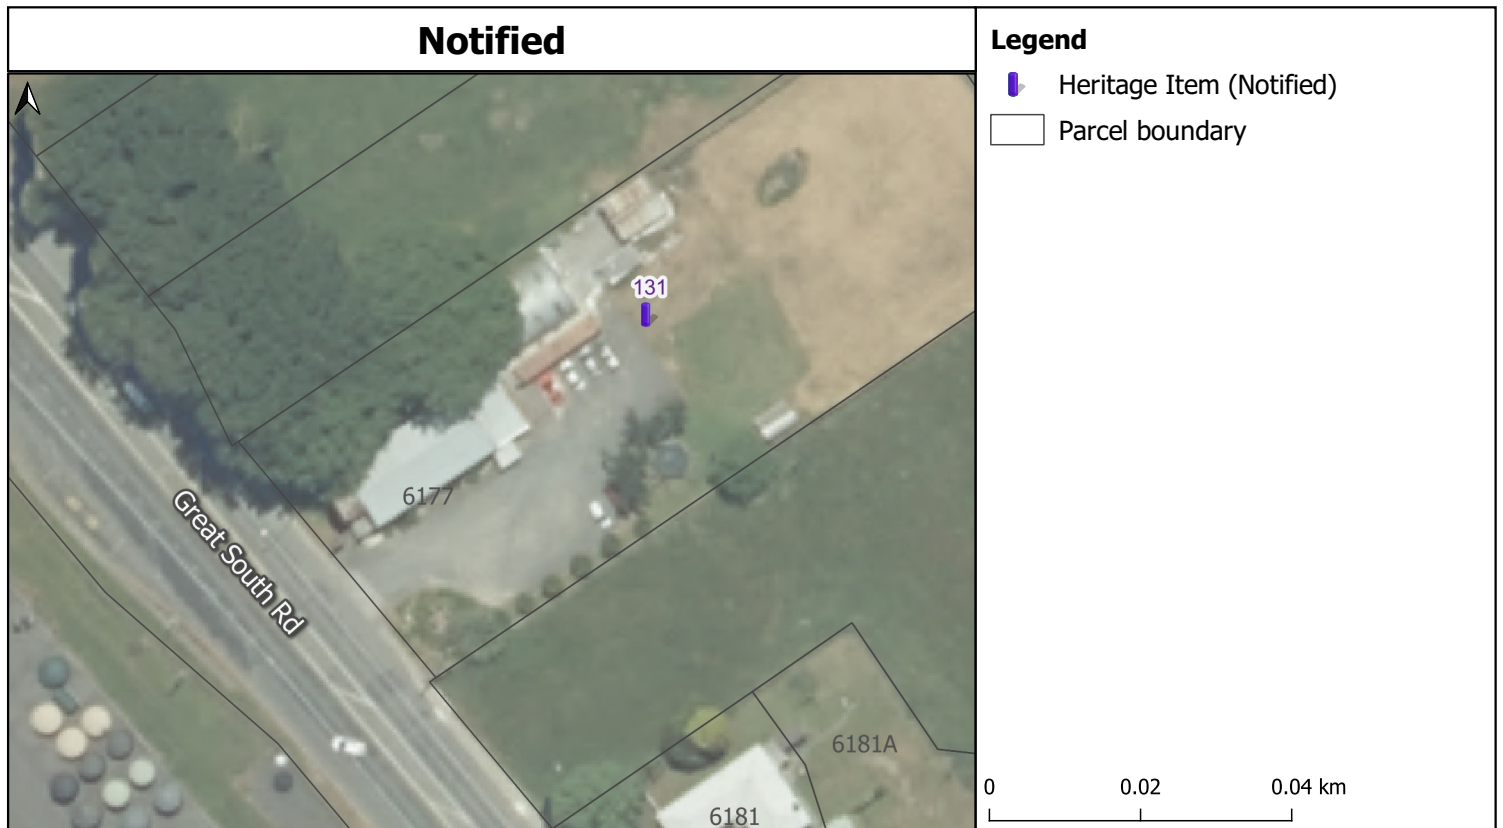 Notified
Legend
Heritage Item (Notified)
Parcel boundary
131
6177
Great South Rd
6181A
6181
0 0.02 0.04 km